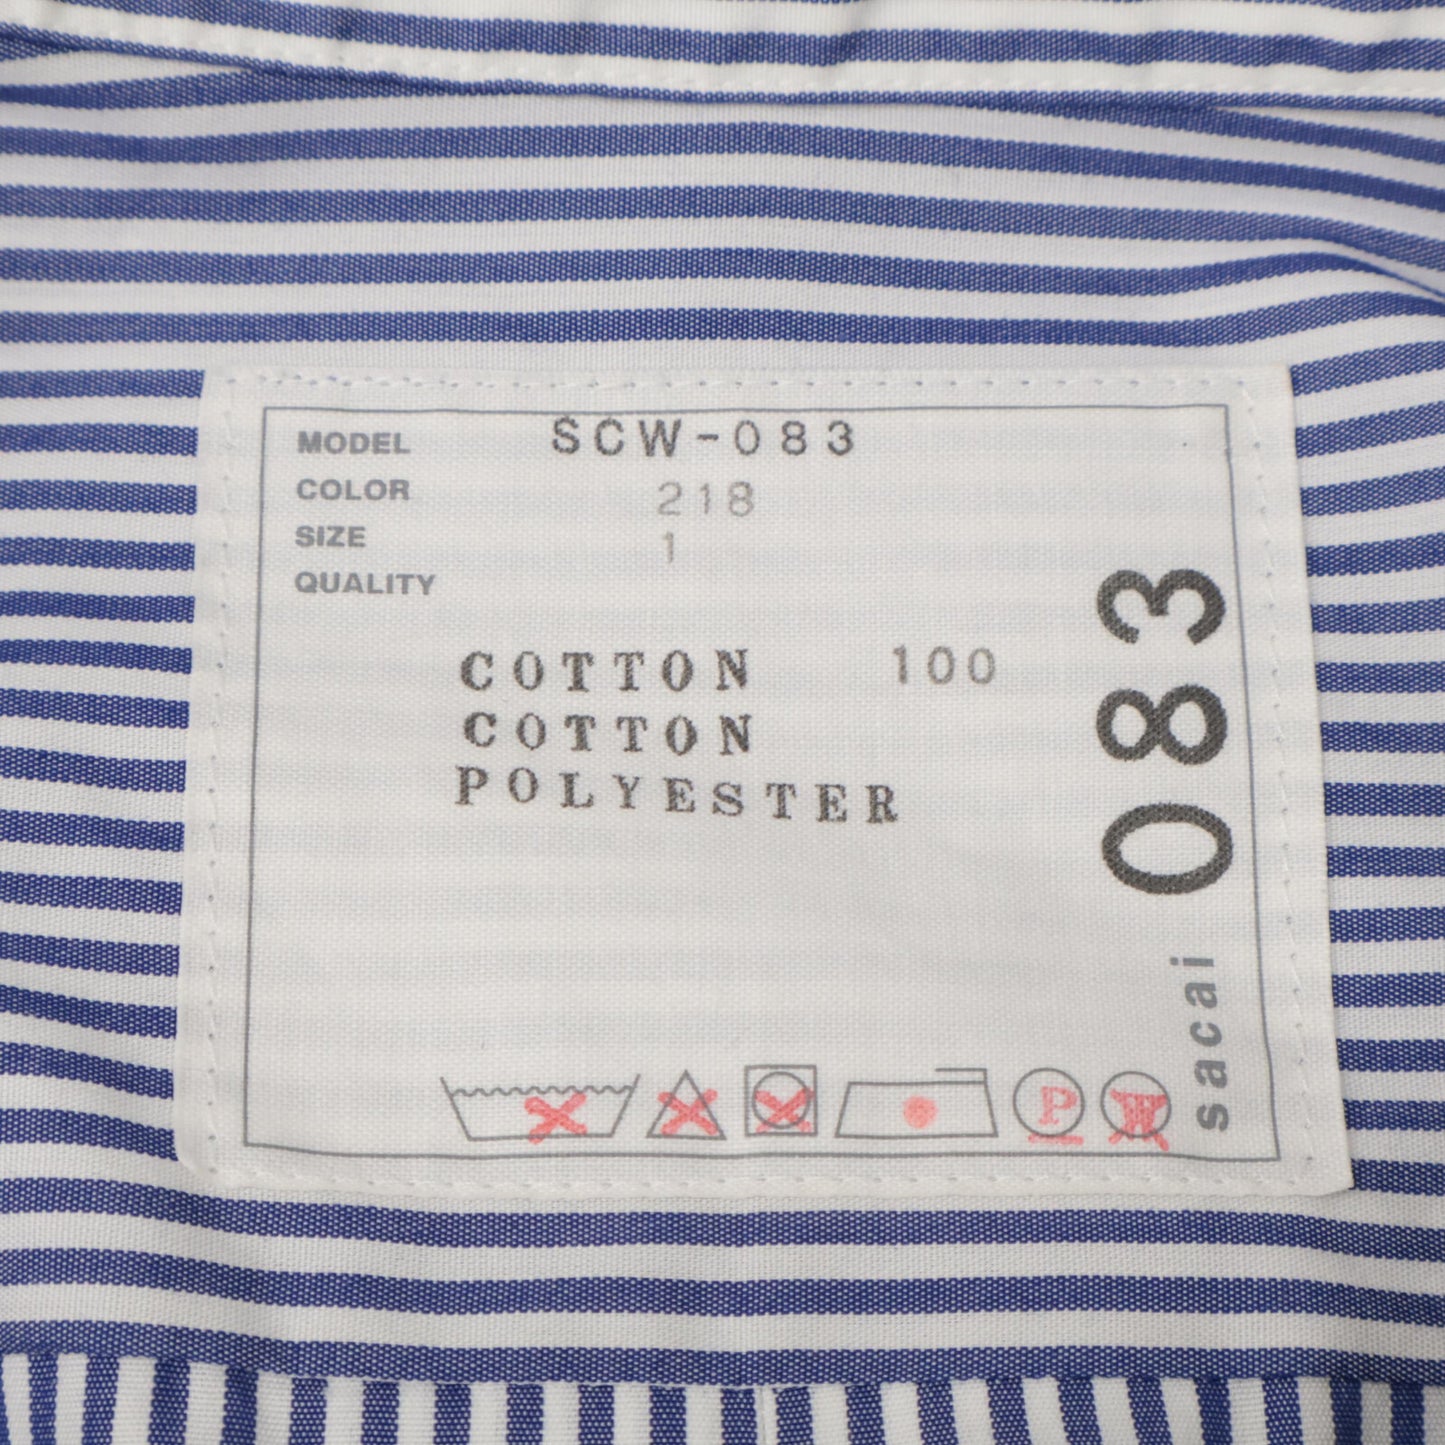 MODEL SCW-083
COLOR 218
SIZE 1
QUALITY
COTTON 100
COTTON
POLYESTER
083
sacai
P
W